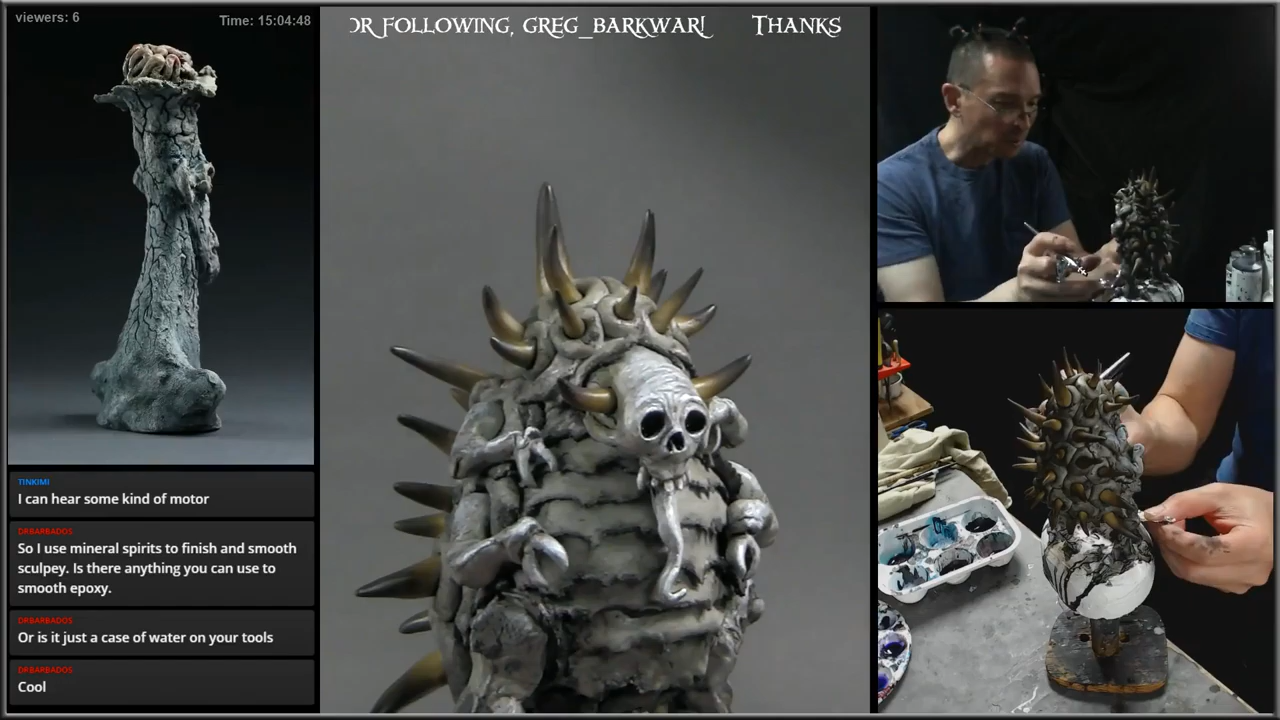 viewers: 6
Time: 15:04:48
OR FOLLOWING, GREG_BARKWAR
THANKS
TINKIMI
I can hear some kind of motor
DRBARBADOS
So I use mineral spirits to finish and smooth
sculpey. Is there anything you can use to
smooth epoxy.
DRBARBADOS
Or is it just a case of water on your tools
DRBARBADOS
Cool